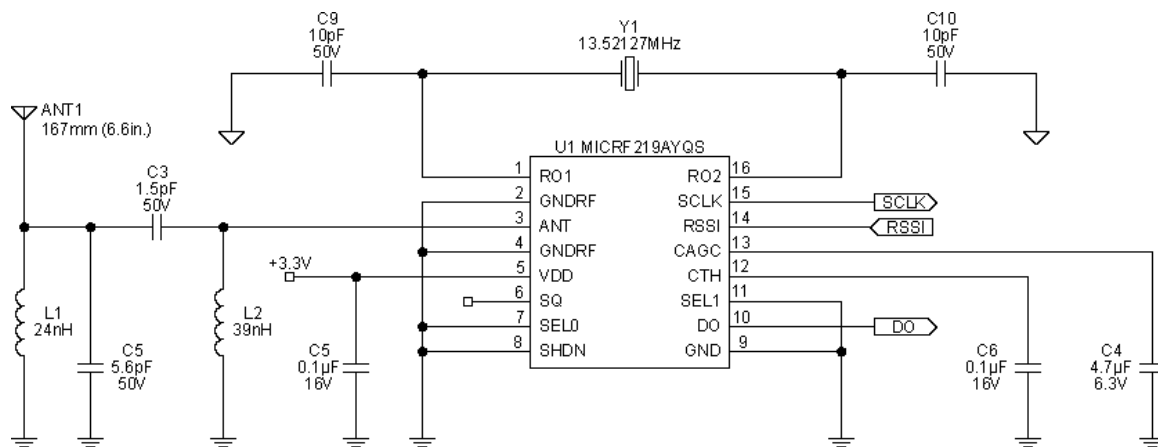 C9
10pF
50V
Y1
13.52127MHz
C10
10pF
50V
ANT1
167mm (6.6in.)
C3
1.5pF
50V
U1 MICRF219AYQS
1 RO1
2 GNDRF
3 ANT
4 GNDRF
5 VDD
6 SQ
7 SEL0
8 SHDN
RO2 16
SCLK 15
RSSI 14
CAGC 13
CTH 12
SEL1 11
DO 10
GND 9
SCLK
RSSI
DO
+3.3V
L1
24nH
C5
5.6pF
50V
L2
39nH
C5
0.1µF
16V
C6
0.1µF
16V
C4
4.7µF
6.3V